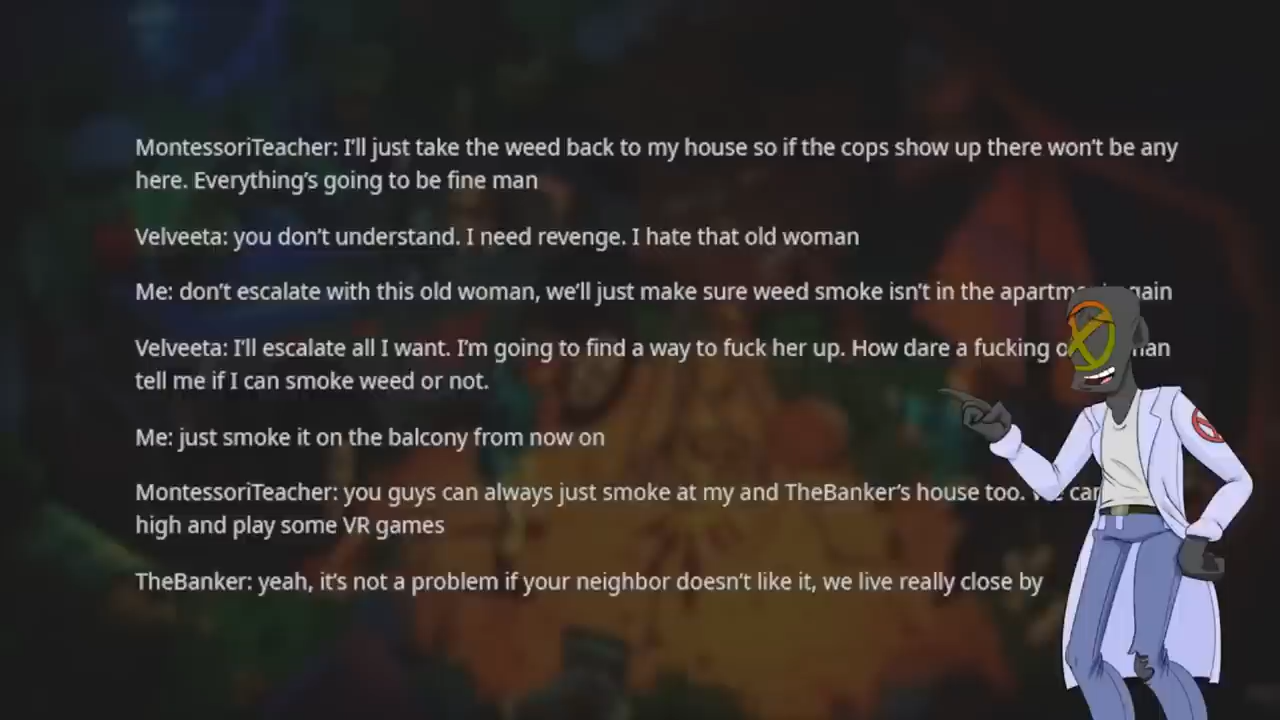 MontessoriTeacher: I'll just take the weed back to my house so if the cops show up there won't be any
here. Everything's going to be fine man
Velveeta: you don't understand. I need revenge. I hate that old woman
Me: don't escalate with this old woman, we'll just make sure weed smoke isn't in the
Velveeta: I'll escalate all I want. I'm going to find a way to fuck her up. How dare a fucking
tell me if I can smoke weed or not.
Me: just smoke it on the balcony from now on
MontessoriTeacher: you guys can always just smoke at my and TheBanker's house too.
high and play some VR games
TheBanker: yeah, it's not a problem if your neighbor doesn't like it, we live really close by